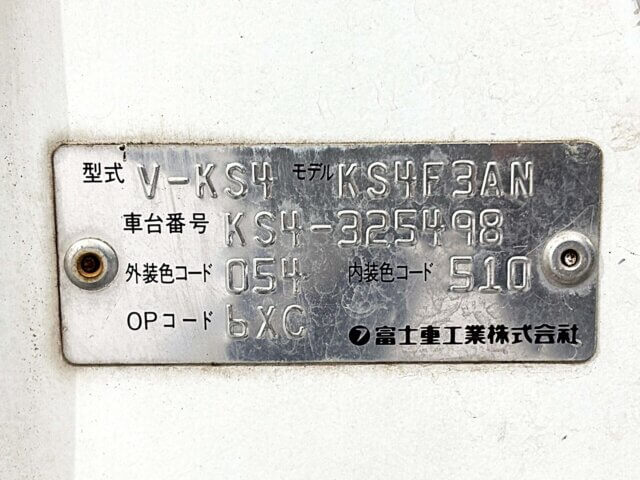 型式 V-KS4 モデル KS4F3AN
車台番号 KS4-325498
外装色コード 054 内装色コード 510
OPコード 6XC
富士重工業株式会社